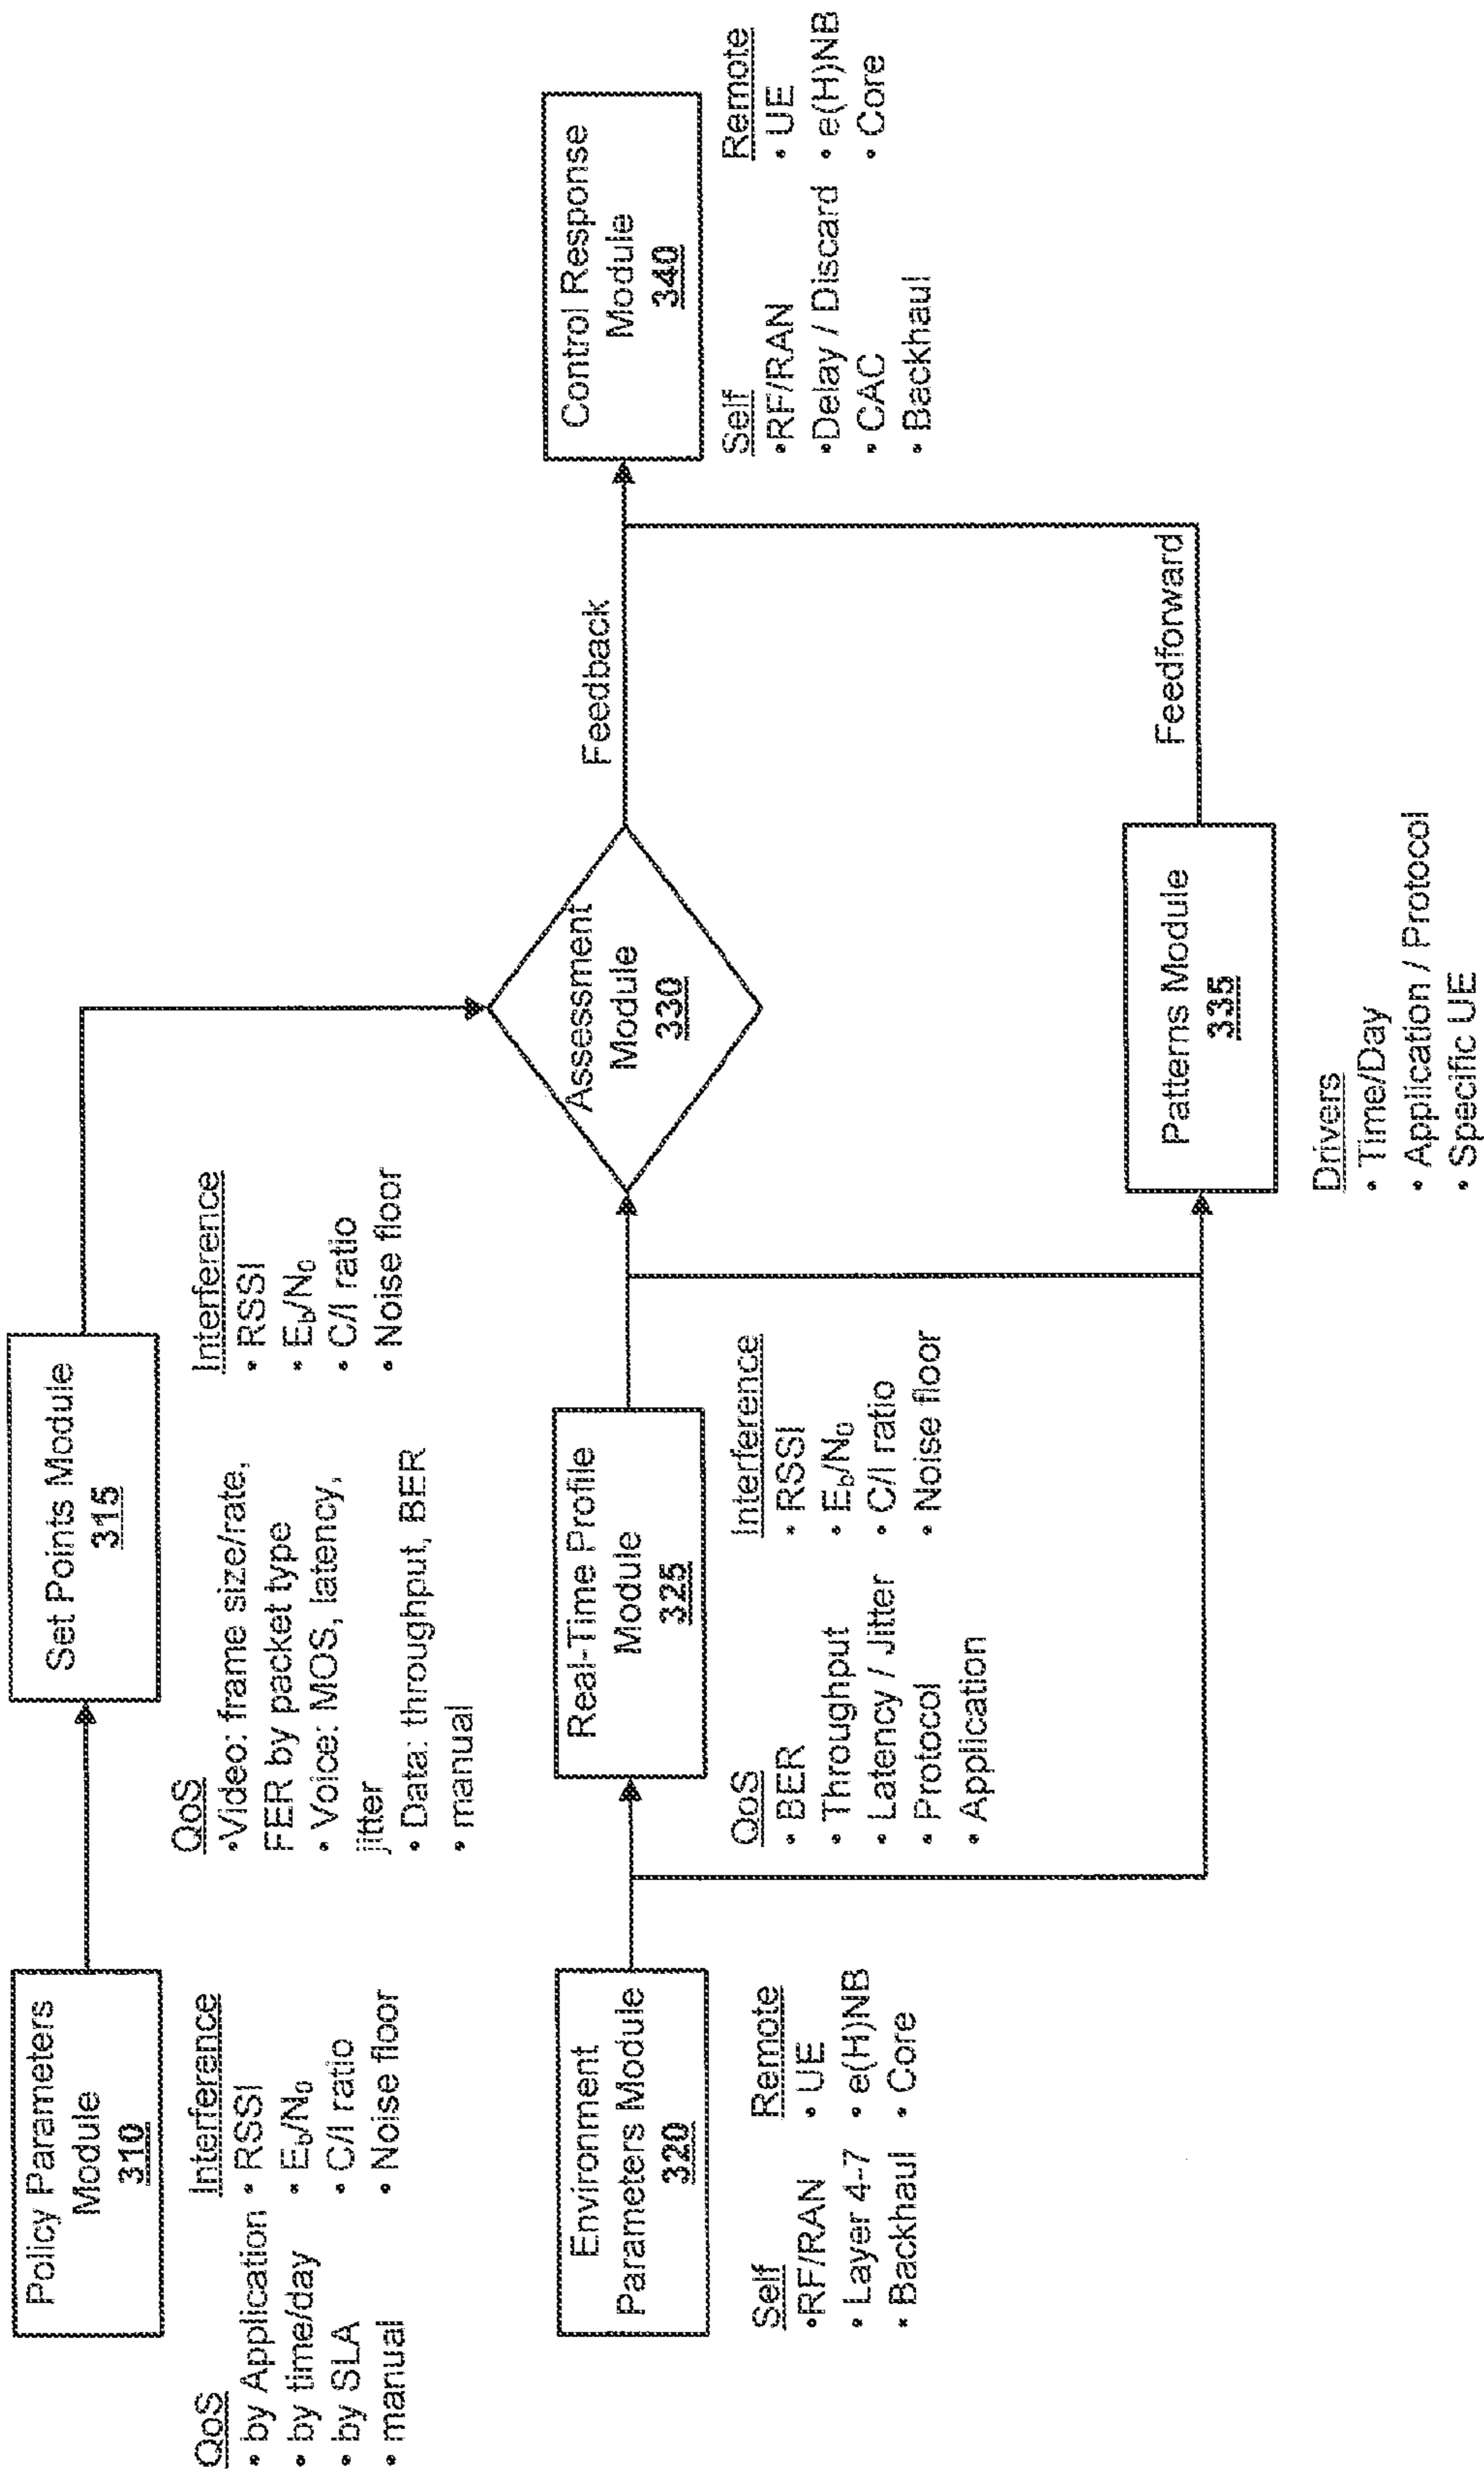 Policy Parameters
Module
310
QoS
• by Application
• by time/day
• by SLA
• manual
Interference
• RSSI
• Eb/N0
• C/I ratio
• Noise floor
Set Points Module
315
QoS
•Video: frame size/rate,
FER by packet type
• Voice: MOS, latency,
jitter
• Data: throughput, BER
• manual
Interference
• RSSI
• Eb/N0
• C/I ratio
• Noise floor
Environment
Parameters Module
320
Self
•RF/RAN
• Layer 4-7
• Backhaul
Remote
• UE
• e(H)NB
• Core
Real-Time Profile
Module
325
QoS
• BER
• Throughput
• Latency / Jitter
• Protocol
• Application
Interference
• RSSI
• Eb/N0
• C/I ratio
• Noise floor
Assessment
Module
330
Feedback
Patterns Module
335
Drivers
• Time/Day
• Application / Protocol
• Specific UE
Feedforward
Control Response
Module
340
Self
•RF/RAN
•Delay / Discard
• CAC
• Backhaul
Remote
• UE
• e(H)NB
• Core